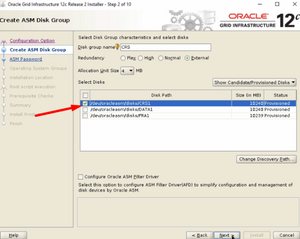 Oracle Grid Infrastructure 12c Release 2 Installer - Step 2 of 10
Create ASM Disk Group
ORACLE
GRID INFRASTRUCTURE
12c
Configuration Option
Create ASM Disk Group
ASM Password
Operating System Groups
Installation Location
Root script execution
Prerequisite Checks
Summary
Install Product
Finish
Select ASM Disk Group characteristics and select disks
Disk group name CRS
Redundancy Flex High Normal External
Allocation Unit Size 4 MB
Select Disks
Show Candidate/Provisioned Disks
Disk Path Size (in MB) Status
/dev/oracleasm/disks/CRS1 10240 Provisioned
/dev/oracleasm/disks/DATA1 10240 Provisioned
/dev/oracleasm/disks/FRA1 10239 Provisioned
Change Discovery Path...
Configure Oracle ASM Filter Driver
Select this option to configure ASM Filter Driver(AFD) to simplify configuration and management
of disk devices by Oracle ASM.
Help
< Back
Next >
Install
Cancel